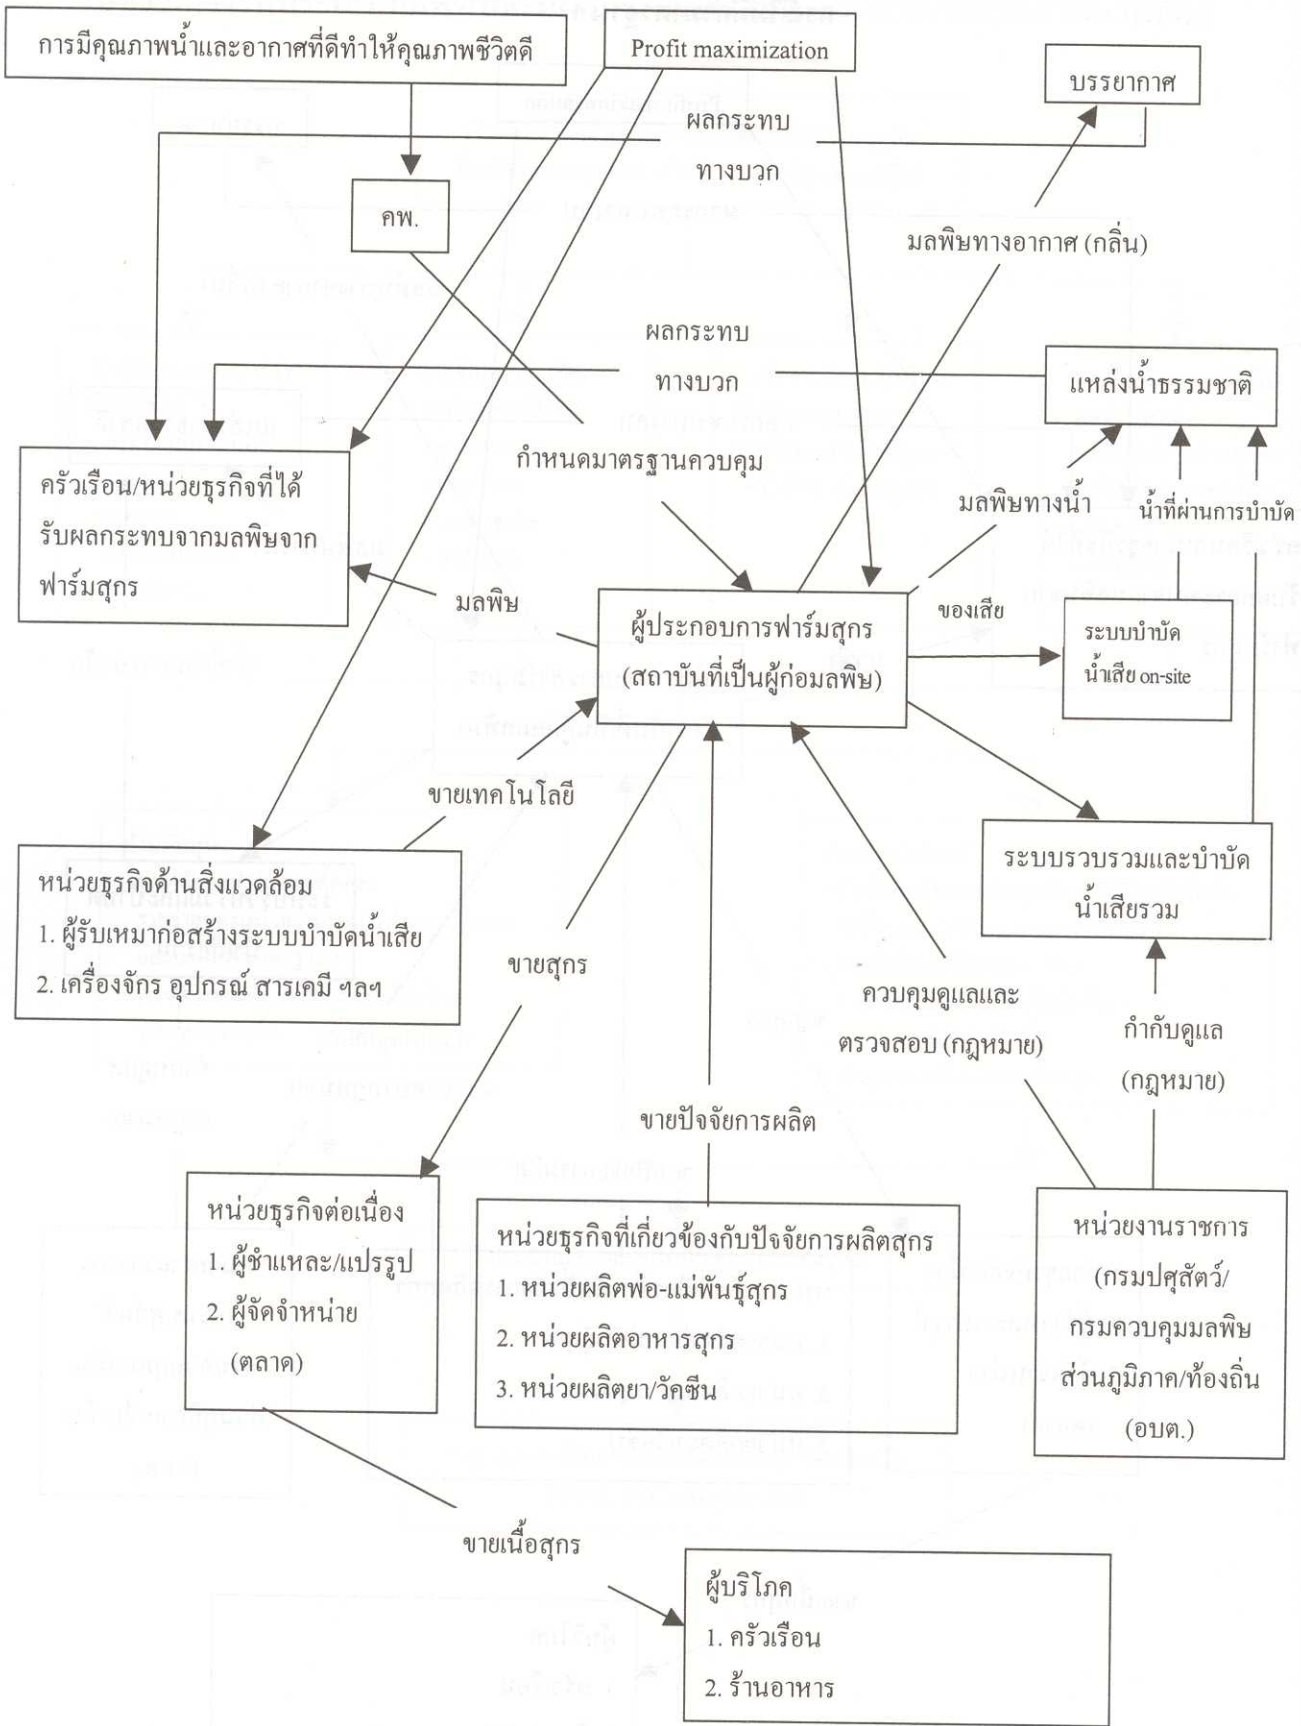 การมีคุณภาพน้ำและอากาศที่ดีทำให้คุณภาพชีวิตดี
Profit maximization
บรรยากาศ
ผลกระทบ
ทางบวก
คพ.
มลพิษทางอากาศ (กลิ่น)
ผลกระทบ
ทางบวก
แหล่งน้ำธรรมชาติ
กำหนดมาตรฐานควบคุม
มลพิษทางน้ำ
น้ำที่ผ่านการบำบัด
ครัวเรือน/หน่วยธุรกิจที่ได้
รับผลกระทบจากมลพิษจาก
ฟาร์มสุกร
มลพิษ
ผู้ประกอบการฟาร์มสุกร
(สถาบันที่เป็นผู้ก่อมลพิษ)
ของเสีย
ระบบบำบัด
น้ำเสีย on-site
ขายเทคโนโลยี
หน่วยธุรกิจด้านสิ่งแวดล้อม
1. ผู้รับเหมาก่อสร้างระบบบำบัดน้ำเสีย
2. เครื่องจักร อุปกรณ์ สารเคมี ฯลฯ
ระบบรวบรวมและบำบัด
น้ำเสียรวม
ขายสุกร
ควบคุมดูแลและ
ตรวจสอบ (กฎหมาย)
กำกับดูแล
(กฎหมาย)
ขายปัจจัยการผลิต
หน่วยธุรกิจต่อเนื่อง
1. ผู้ชำแหละ/แปรรูป
2. ผู้จัดจำหน่าย
(ตลาด)
หน่วยธุรกิจที่เกี่ยวข้องกับปัจจัยการผลิตสุกร
1. หน่วยผลิตพ่อ-แม่พันธุ์สุกร
2. หน่วยผลิตอาหารสุกร
3. หน่วยผลิตยา/วัคซีน
หน่วยงานราชการ
(กรมปศุสัตว์/
กรมควบคุมมลพิษ
ส่วนภูมิภาค/ท้องถิ่น
(อบต.)
ขายเนื้อสุกร
ผู้บริโภค
1. ครัวเรือน
2. ร้านอาหาร